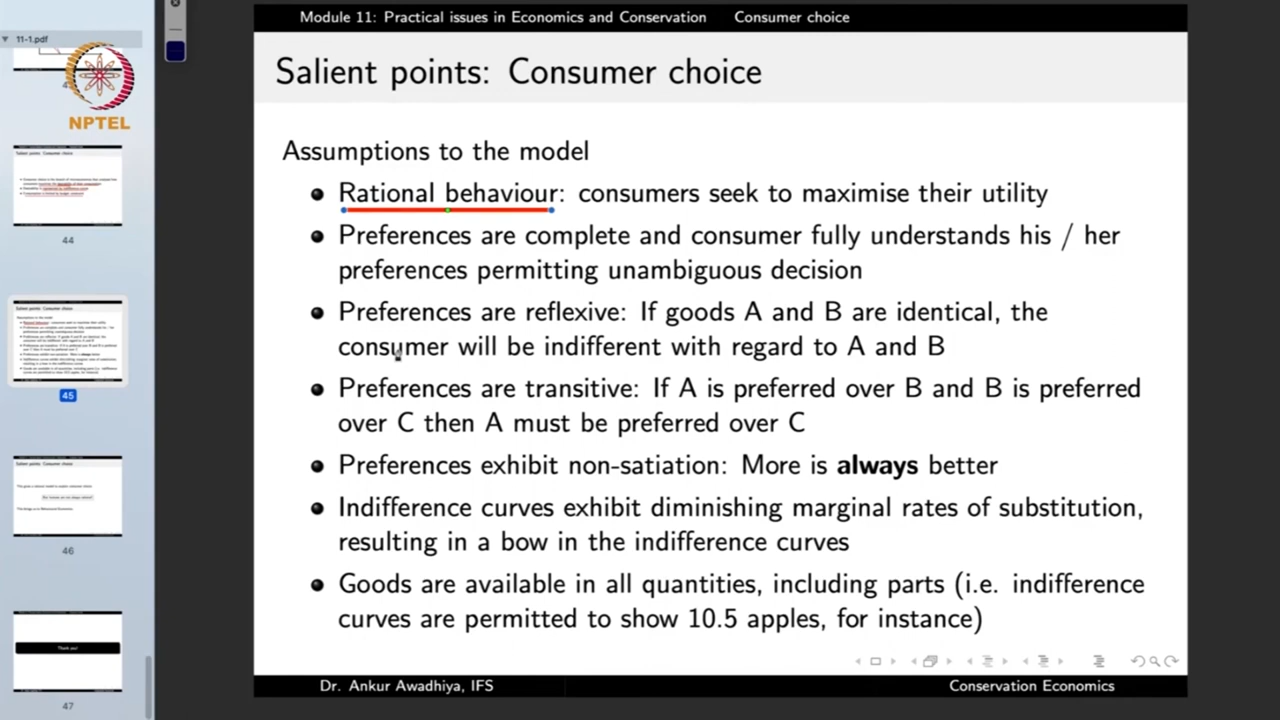 Module 11: Practical issues in Economics and Conservation Consumer choice
11-1.pdf
NPTEL
44
45
46
47
Salient points: Consumer choice
Assumptions to the model
Rational behaviour: consumers seek to maximise their utility
Preferences are complete and consumer fully understands his / her
preferences permitting unambiguous decision
Preferences are reflexive: If goods A and B are identical, the
consumer will be indifferent with regard to A and B
Preferences are transitive: If A is preferred over B and B is preferred
over C then A must be preferred over C
Preferences exhibit non-satiation: More is always better
Indifference curves exhibit diminishing marginal rates of substitution,
resulting in a bow in the indifference curves
Goods are available in all quantities, including parts (i.e. indifference
curves are permitted to show 10.5 apples, for instance)
Dr. Ankur Awadhiya, IFS Conservation Economics